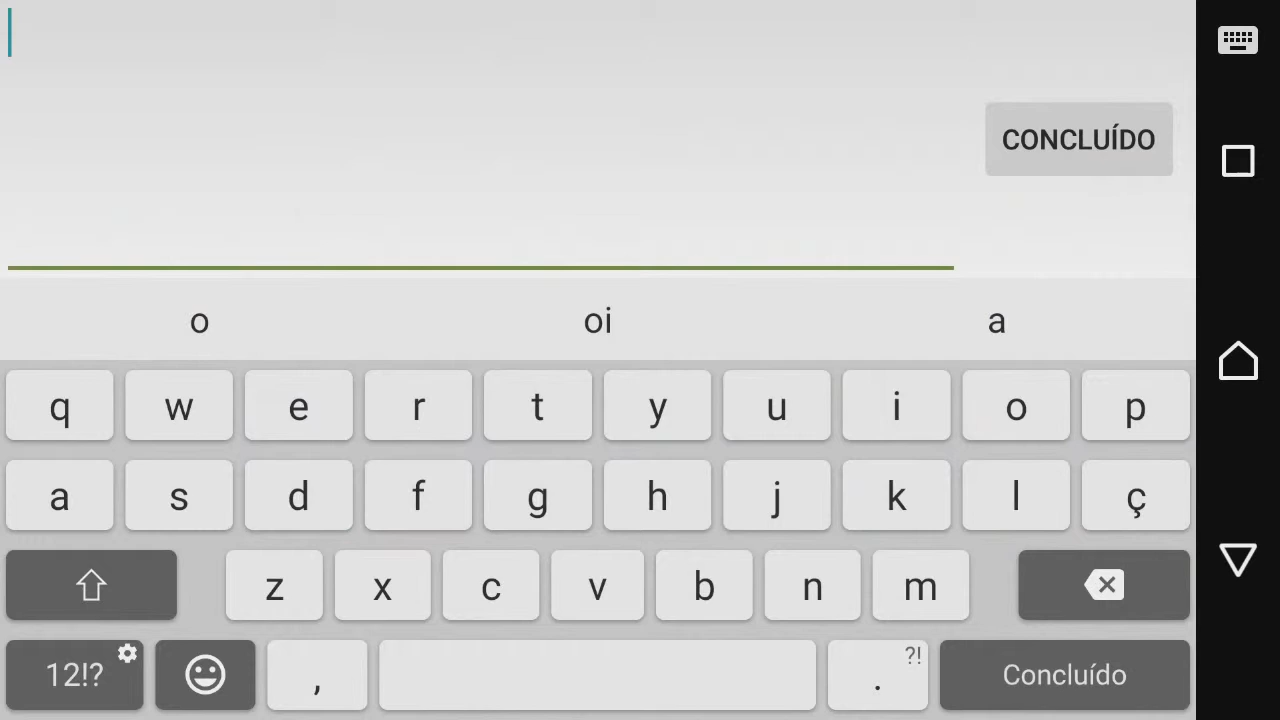 CONCLUÍDO
o oi a
q w e r t y u i o p
a s d f g h j k l ç
z x c v b n m
12!? , . ?! Concluído